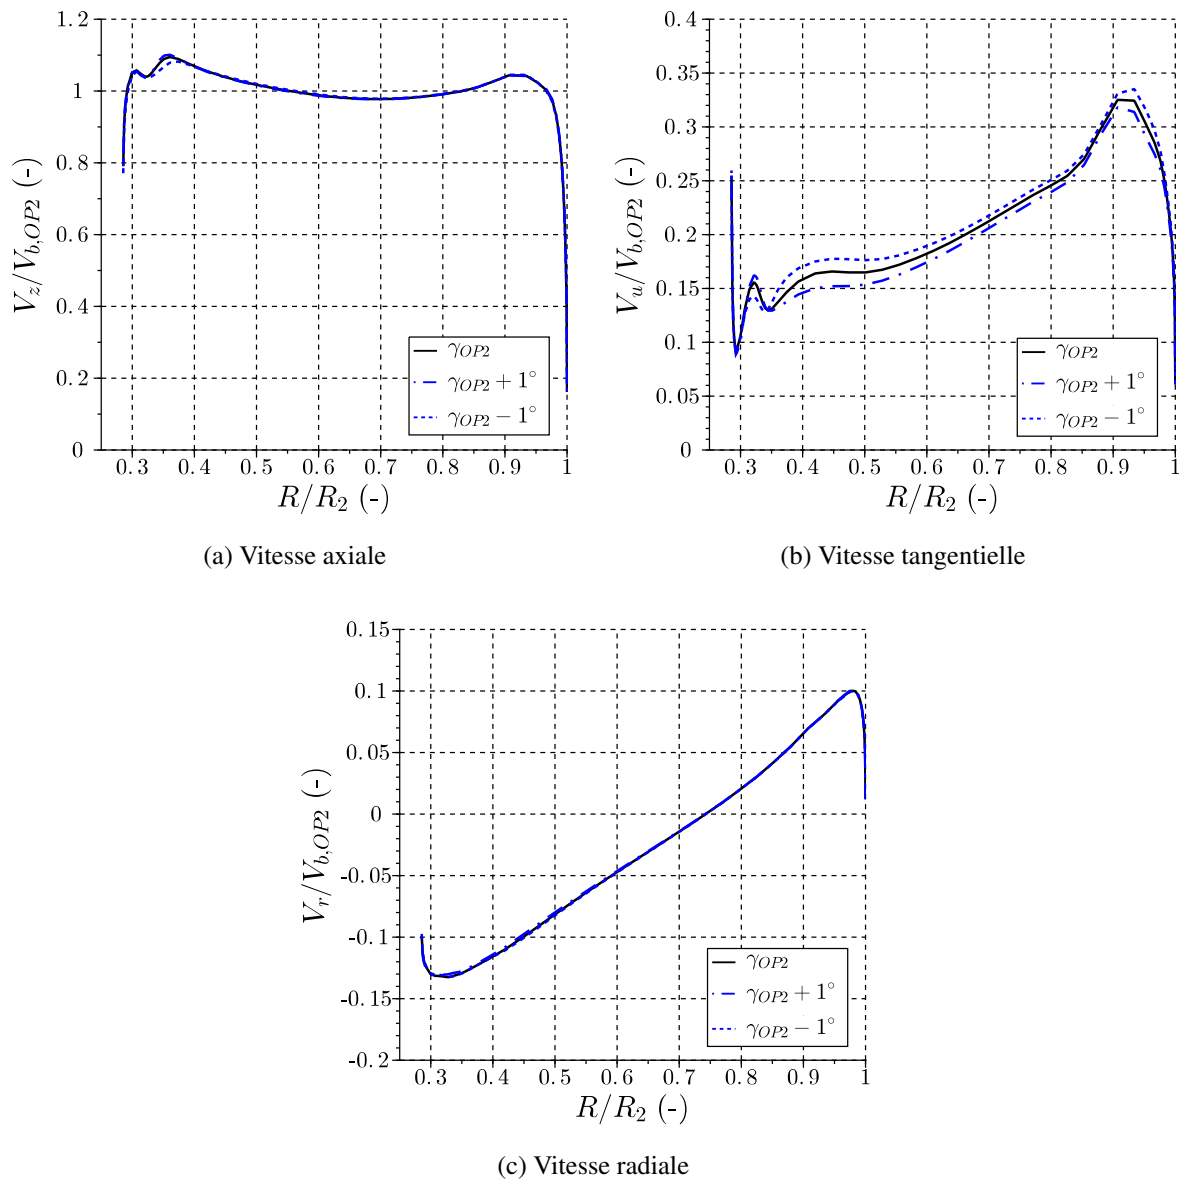 1.2
1
0.8
0.6
0.4
0.2
0
V_z/V_{b,OP2} (-)
0.3 0.4 0.5 0.6 0.7 0.8 0.9 1
R/R_2 (-)
γ_{OP2}
γ_{OP2} + 1°
γ_{OP2} − 1°
(a) Vitesse axiale
0.4
0.35
0.3
0.25
0.2
0.15
0.1
0.05
0
V_u/V_{b,OP2} (-)
0.3 0.4 0.5 0.6 0.7 0.8 0.9 1
R/R_2 (-)
γ_{OP2}
γ_{OP2} + 1°
γ_{OP2} − 1°
(b) Vitesse tangentielle
0.15
0.1
0.05
0
-0.05
-0.1
-0.15
-0.2
V_r/V_{b,OP2} (-)
0.3 0.4 0.5 0.6 0.7 0.8 0.9 1
R/R_2 (-)
γ_{OP2}
γ_{OP2} + 1°
γ_{OP2} − 1°
(c) Vitesse radiale